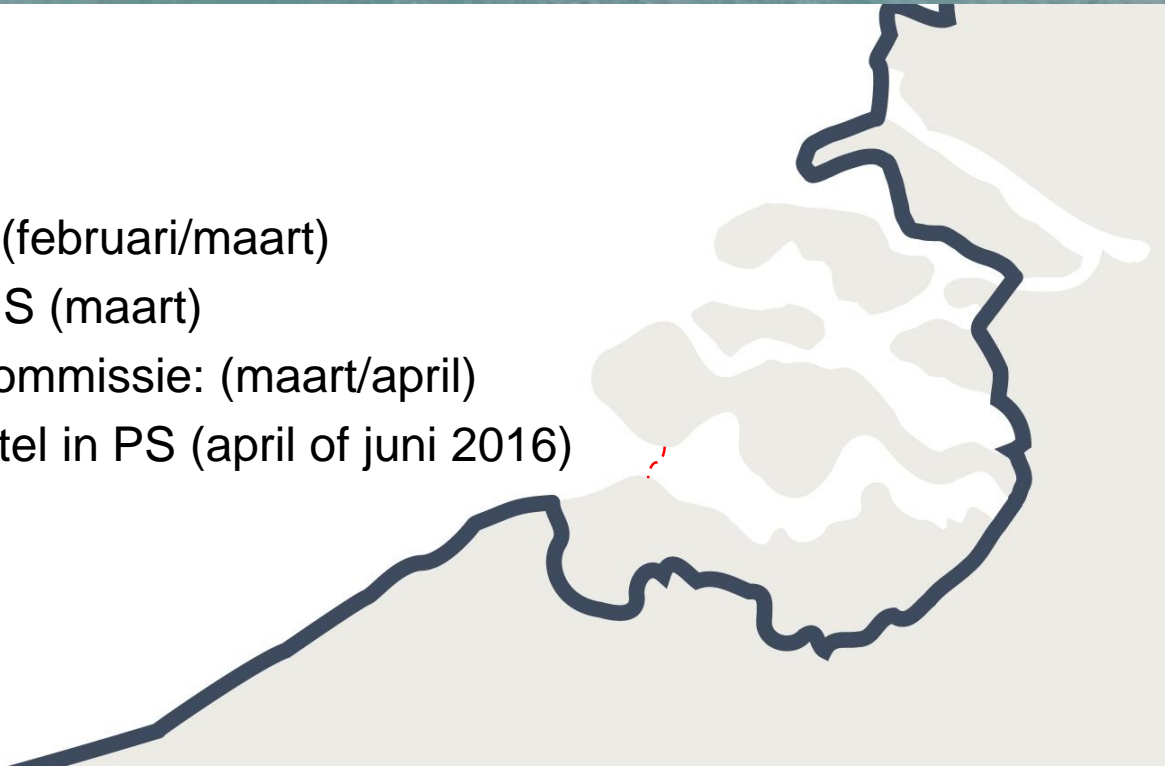 (februari/maart)
S (maart)
ommissie: (maart/april)
tel in PS (april of juni 2016)